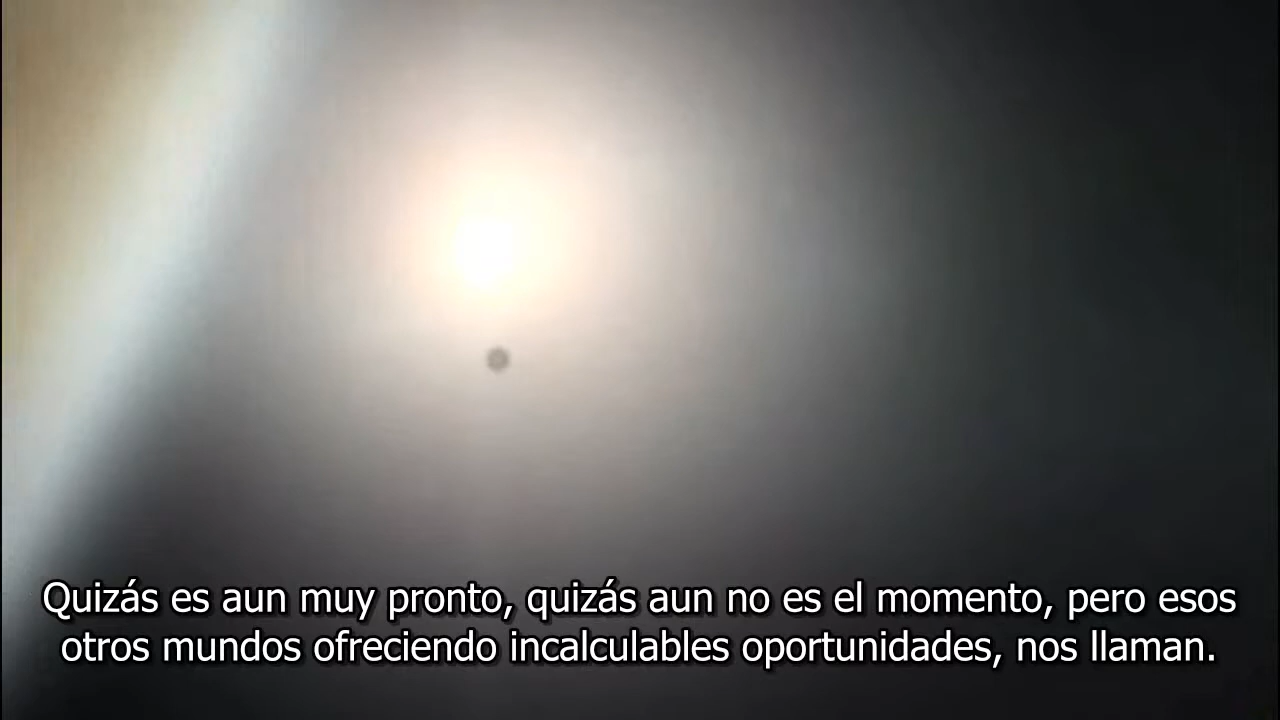 Quizás es aun muy pronto, quizás aun no es el momento, pero esos
otros mundos ofreciendo incalculables oportunidades, nos llaman.